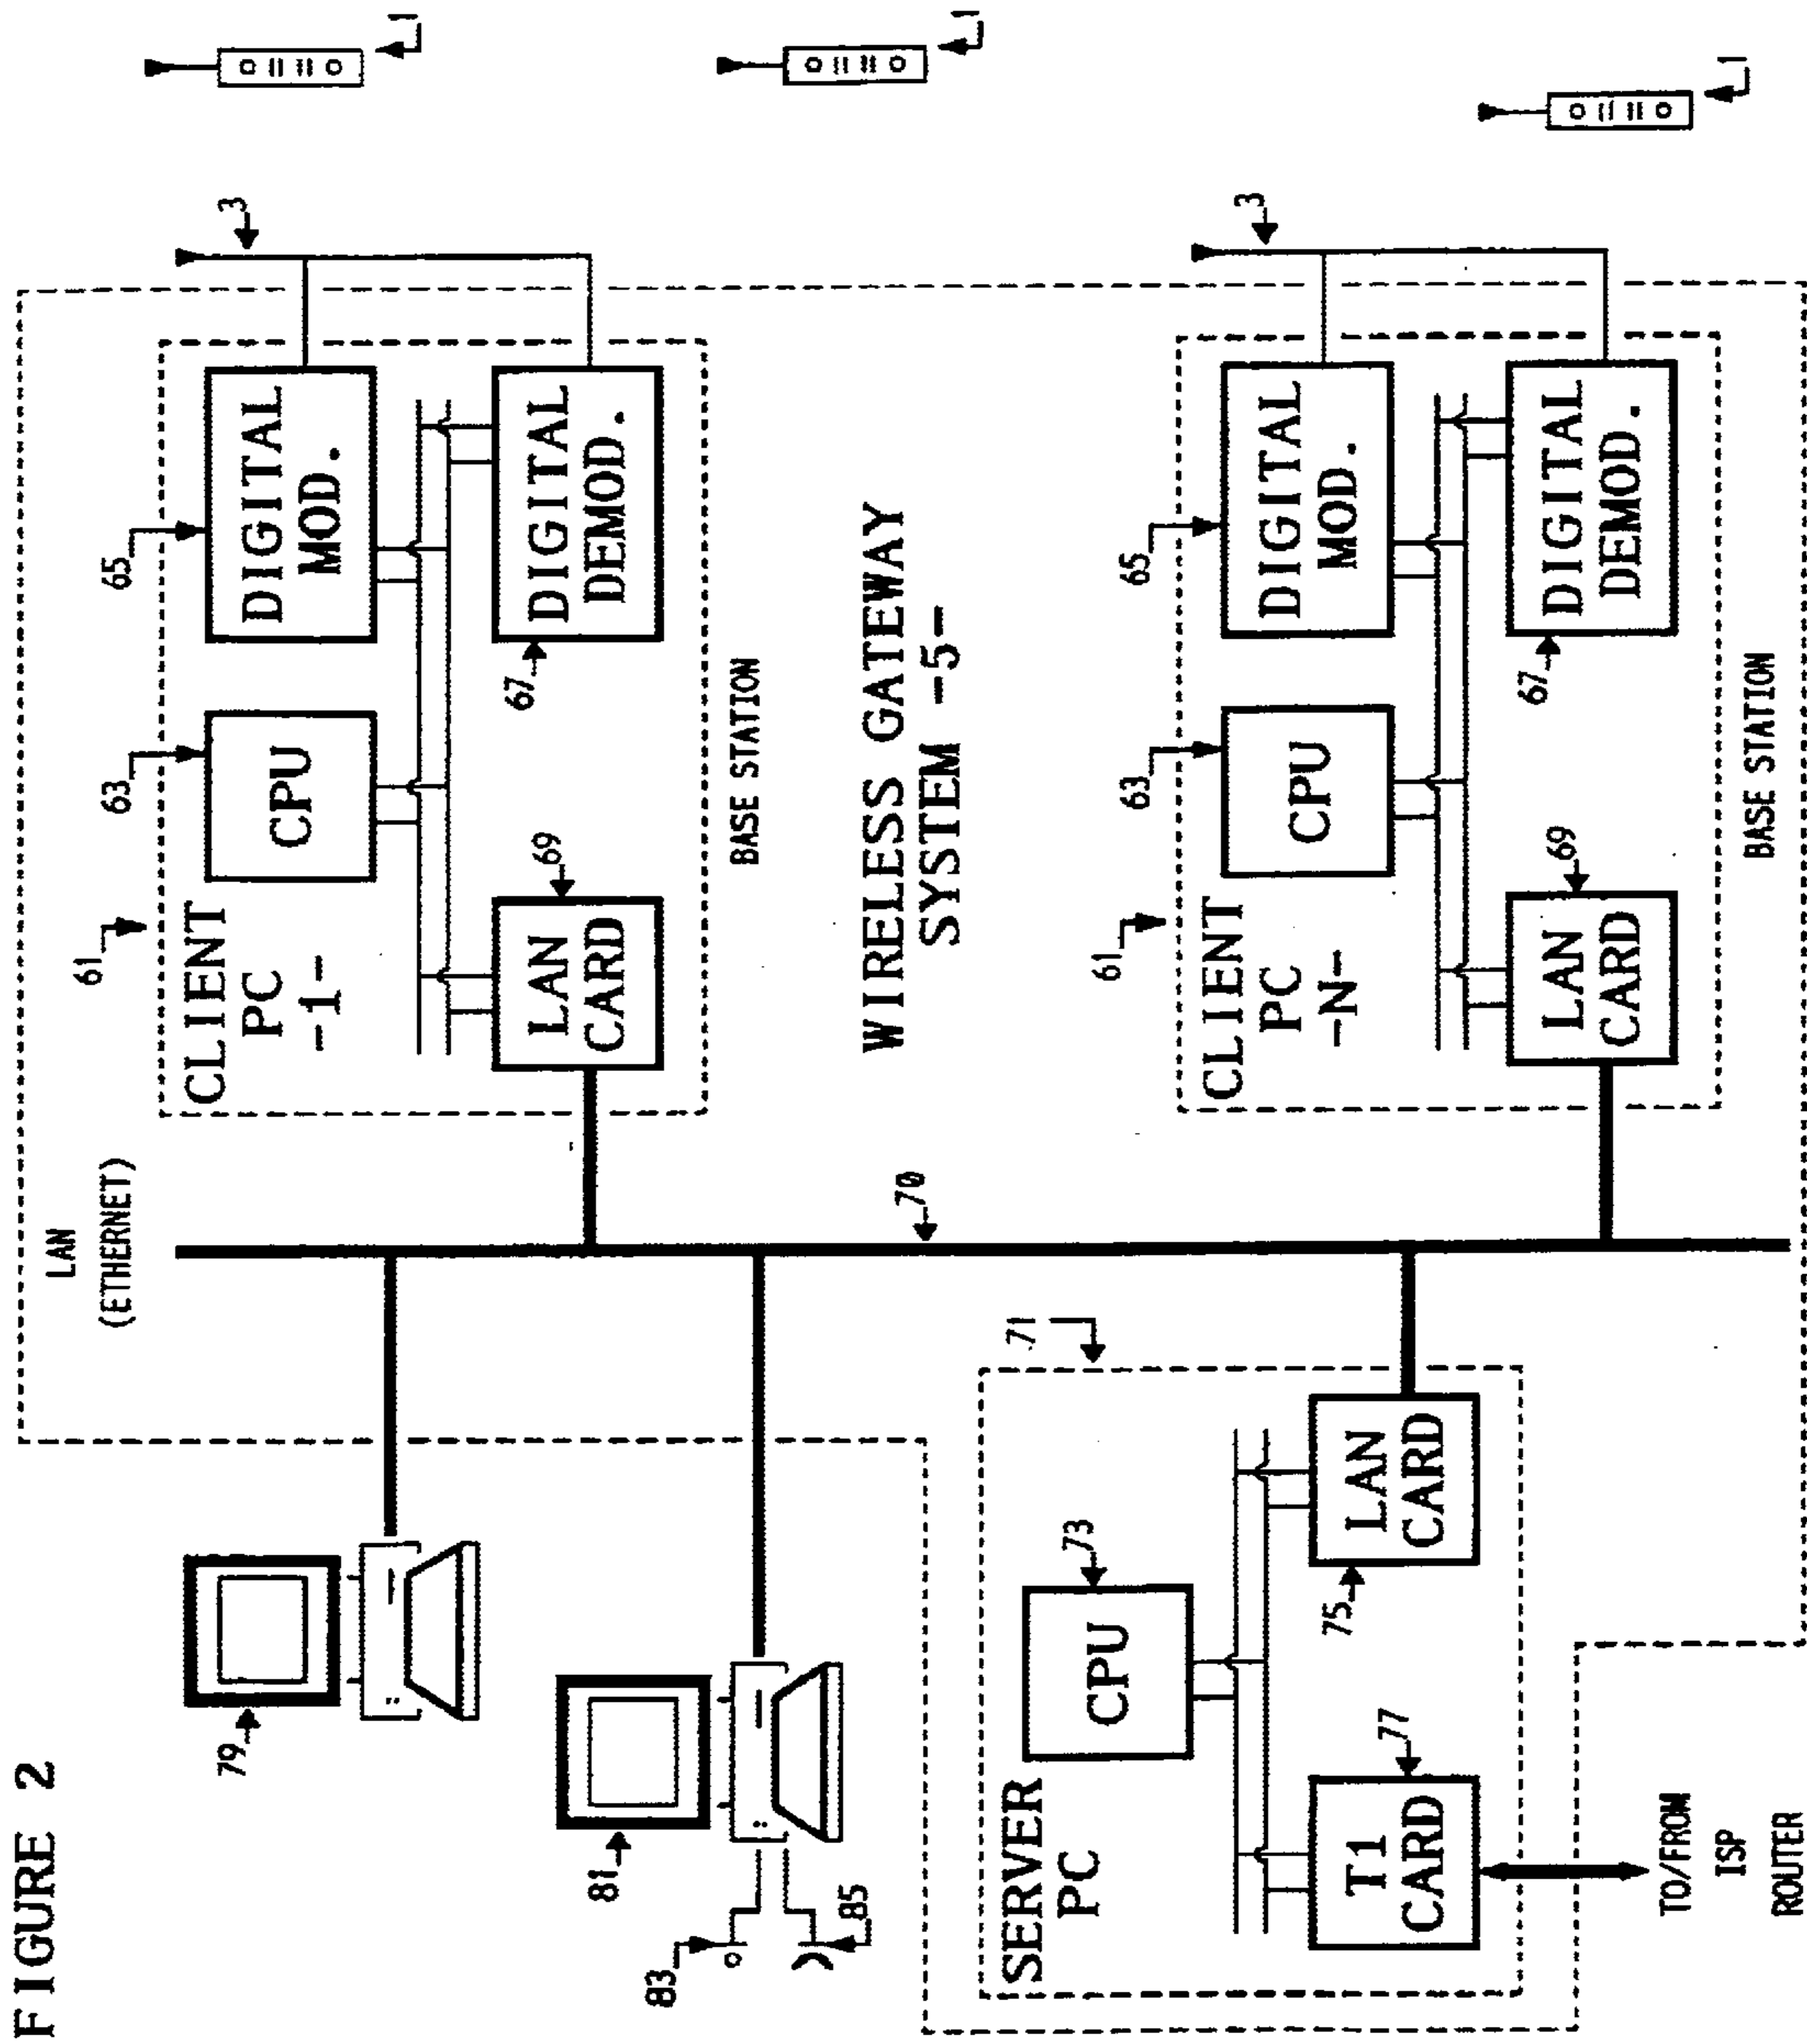 FIGURE 2
LAN
(ETHERNET)
79
81
83
85
70
61
CLIENT
PC
-1-
63
CPU
65
DIGITAL
MOD.
67
DIGITAL
DEMOD.
69
LAN
CARD
BASE STATION
3
1
1
WIRELESS GATEWAY
SYSTEM -5-
71
SERVER
PC
73
CPU
75
LAN
CARD
77
T1
CARD
TO/FROM
ISP
ROUTER
61
CLIENT
PC
-N-
63
CPU
65
DIGITAL
MOD.
67
DIGITAL
DEMOD.
69
LAN
CARD
BASE STATION
3
1